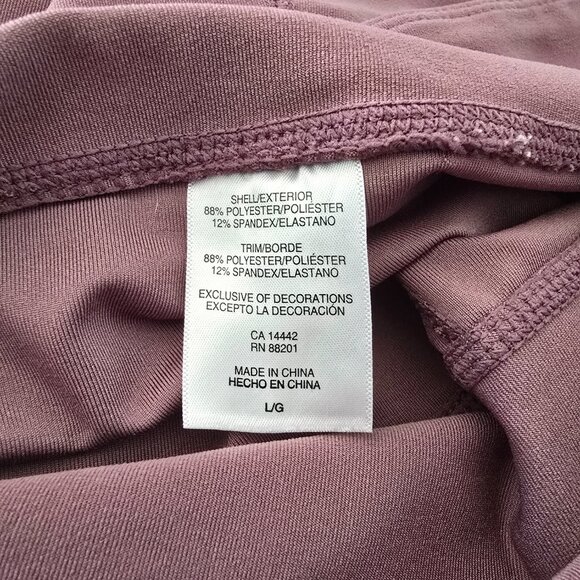 SHELL/EXTERIOR
88% POLYESTER/POLIÉSTER
12% SPANDEX/ELASTANO
TRIM/BORDE
88% POLYESTER/POLIÉSTER
12% SPANDEX/ELASTANO
EXCLUSIVE OF DECORATIONS
EXCEPTO LA DECORACIÓN
CA 14442
RN 88201
MADE IN CHINA
HECHO EN CHINA
L/G